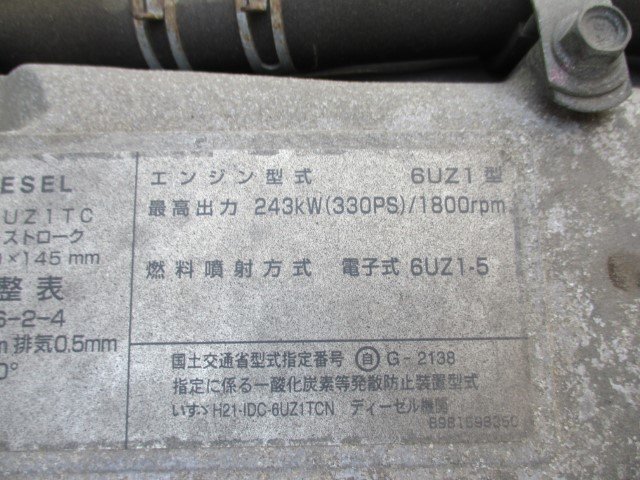 ESEL
UZ1TC
ストローク
×145 mm
整表
6-2-4
排気0.5mm
0°
エンジン型式 6UZ1型
最高出力 243kW(330PS)/1800rpm
燃料噴射方式 電子式 6UZ1-5
国土交通省型式指定番号 自 G-2138
指定に係る一酸化炭素等発散防止装置型式
いすゞH21-IDC-6UZ1TCN ディーゼル機関